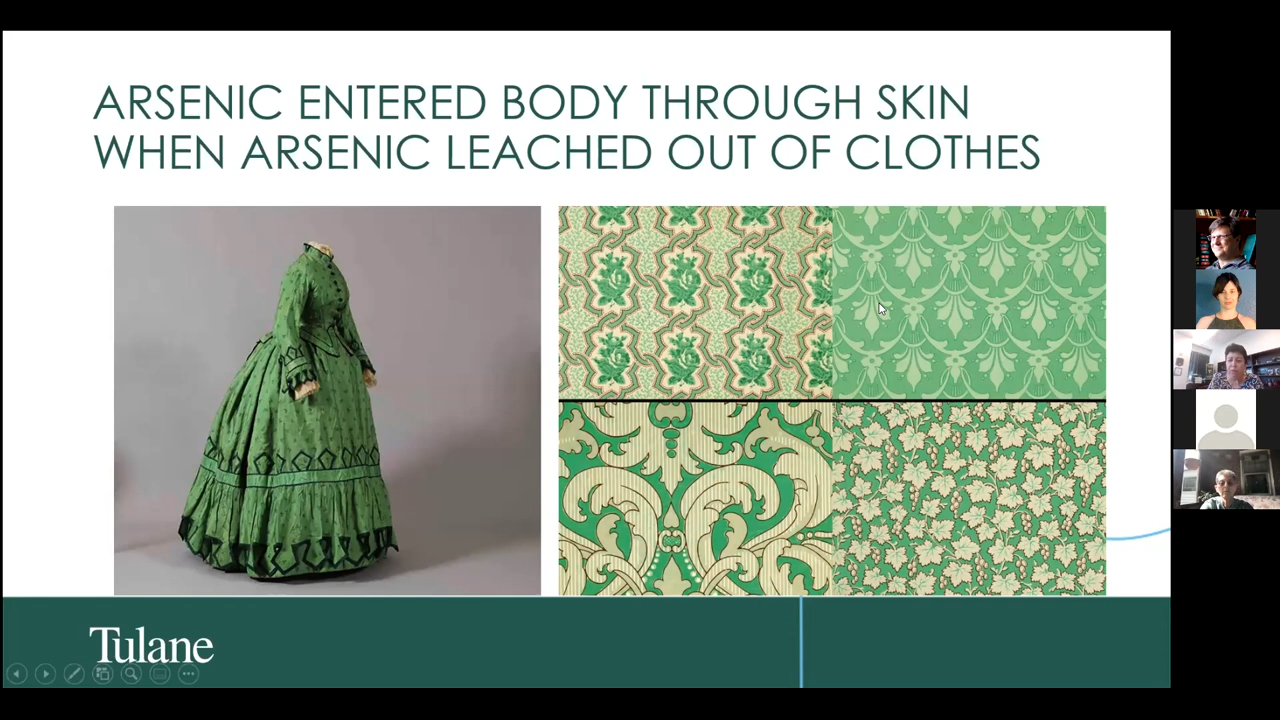 ARSENIC ENTERED BODY THROUGH SKIN
WHEN ARSENIC LEACHED OUT OF CLOTHES
Tulane